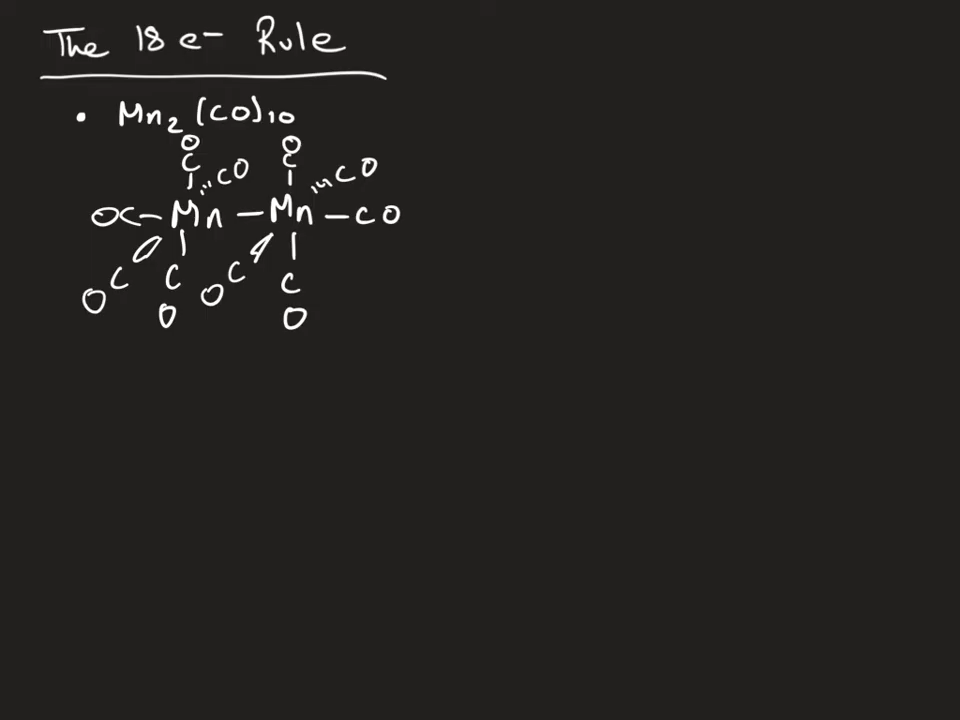 The 18 e- Rule
• Mn2(CO)10
O O
C CO C CO
OC-Mn-Mn-CO
C C C C
O O O O